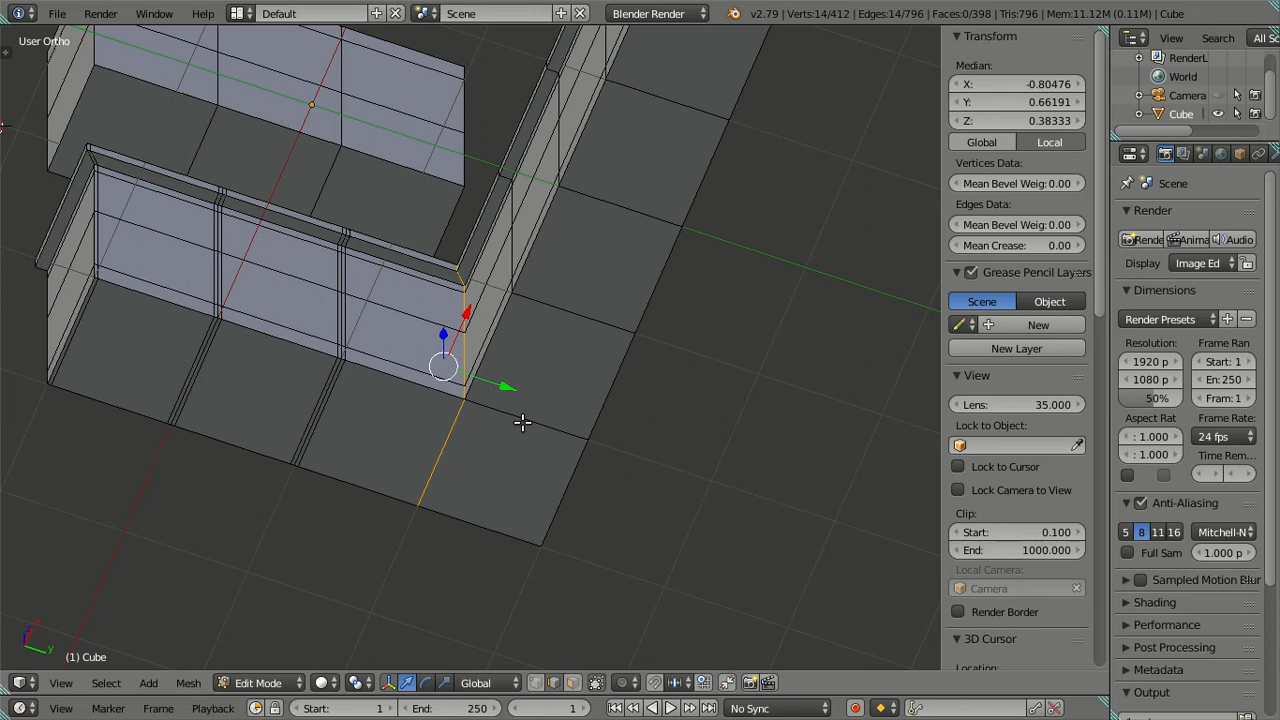 File Render Window Help Default Scene Blender Render v2.79 | Verts:14/412 | Edges:14/796 | Faces:0/398 | Tris:796 | Mem:11.12M (0.11M) | Cube
User Ortho
Transform
Median:
X: -0.80476
Y: 0.66191
Z: 0.38333
Global Local
Vertices Data:
Mean Bevel Weig: 0.00
Edges Data:
Mean Bevel Weig: 0.00
Mean Crease: 0.00
Grease Pencil Layers
Scene Object
New
New Layer
View
Lens: 35.000
Lock to Object:
Lock to Cursor
Lock Camera to View
Clip:
Start: 0.100
End: 1000.000
Local Camera:
Camera
Render Border
3D Cursor
Location:
View Search All Sc
RenderL
World
Camera
Cube
Scene
Render
Rende Anima Audio
Display Image Ed
Dimensions
Render Presets
Resolution: Frame Ran
1920 p Start: 1
1080 p En: 250
50% Fram: 1
Aspect Rat Frame Rate:
: 1.000 24 fps
: 1.000 Time Rem...
Anti-Aliasing
5 8 11 16 Mitchell-N
Full Sam 1.000 p
Sampled Motion Blur
Shading
Performance
Post Processing
Metadata
Output
z y
(1) Cube
View Select Add Mesh Edit Mode Global
View Marker Frame Playback Start: 1 End: 250 1 No Sync